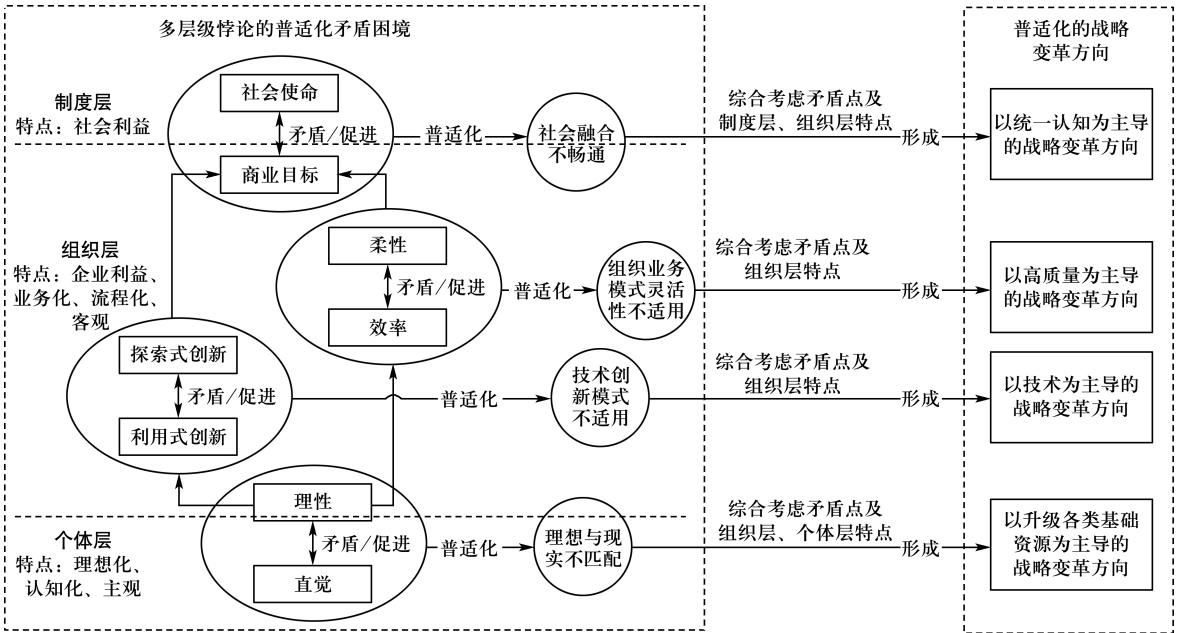 多层级悖论的普适化矛盾困境
普适化的战略
变革方向
制度层
特点：社会利益
社会使命
矛盾/促进
商业目标
普适化
社会融合
不畅通
综合考虑矛盾点及
制度层、组织层特点
形成
以统一认知为主导
的战略变革方向
组织层
特点：企业利益、
业务化、流程化、
客观
柔性
矛盾/促进
效率
普适化
组织业务
模式灵活
性不适用
综合考虑矛盾点及
组织层特点
形成
以高质量为主导
的战略变革方向
探索式创新
矛盾/促进
利用式创新
普适化
技术创
新模式
不适用
综合考虑矛盾点及
组织层特点
形成
以技术为主导的
战略变革方向
个体层
特点：理想化、
认知化、主观
理性
矛盾/促进
直觉
普适化
理想与现
实不匹配
综合考虑矛盾点及
组织层、个体层特点
形成
以升级各类基础
资源为主导的
战略变革方向